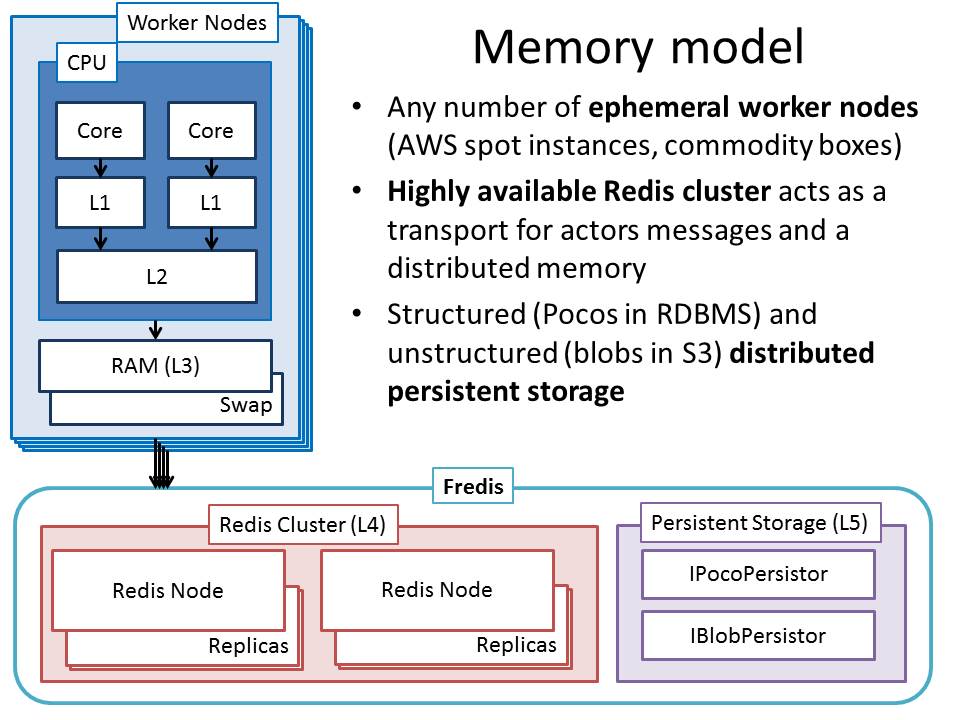 Worker Nodes
CPU
Core
Core
L1
L1
L2
RAM (L3)
Swap
Memory model
• Any number of ephemeral worker nodes
(AWS spot instances, commodity boxes)
• Highly available Redis cluster acts as a
transport for actors messages and a
distributed memory
• Structured (Pocos in RDBMS) and
unstructured (blobs in S3) distributed
persistent storage
Fredis
Redis Cluster (L4)
Redis Node
Replicas
Redis Node
Replicas
Persistent Storage (L5)
IPocoPersistor
IBlobPersistor